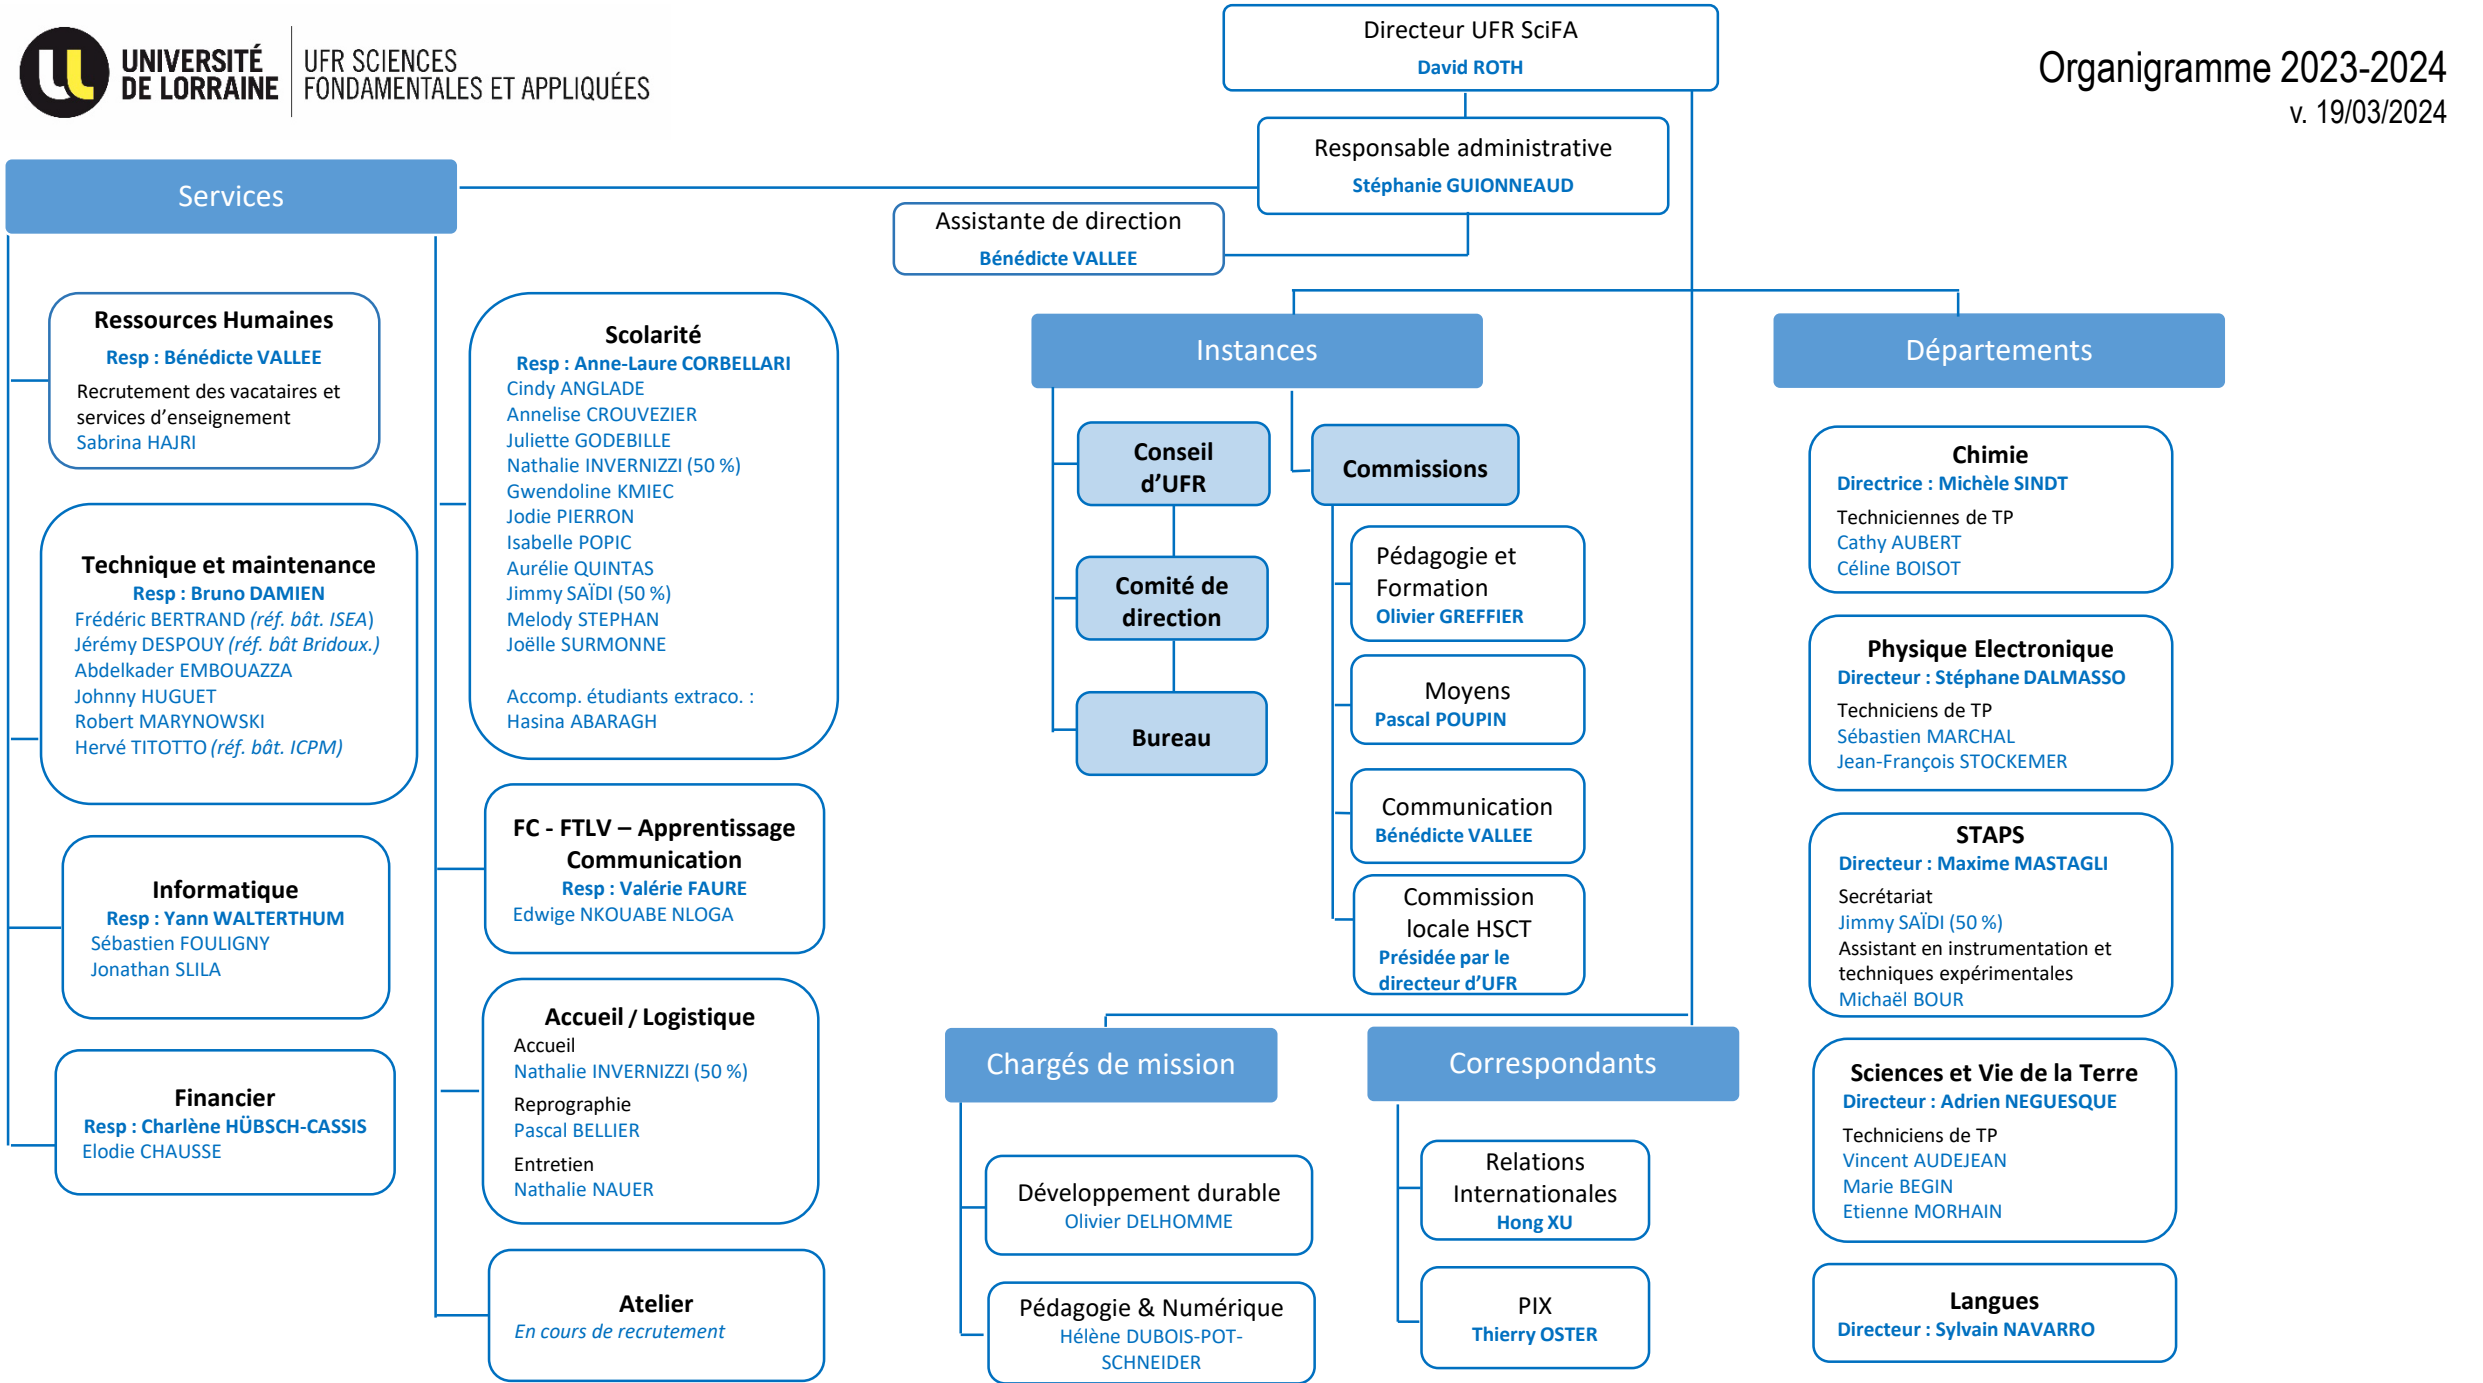 UNIVERSITÉ
DE LORRAINE
UFR SCIENCES
FONDAMENTALES ET APPLIQUÉES
Directeur UFR SciFA
David ROTH
Organigramme 2023-2024
v. 19/03/2024
Responsable administrative
Stéphanie GUIONNEAUD
Assistante de direction
Bénédicte VALLEE
Services
Ressources Humaines
Resp : Bénédicte VALLEE
Recrutement des vacataires et
services d’enseignement
Sabrina HAJRI
Technique et maintenance
Resp : Bruno DAMIEN
Frédéric BERTRAND (réf. bât. ISEA)
Jérémy DESPOUY (réf. bât Bridoux.)
Abdelkader EMBOUAZZA
Johnny HUGUET
Robert MARYNOWSKI
Hervé TITOTTO (réf. bât. ICPM)
Informatique
Resp : Yann WALTERTHUM
Sébastien FOULIGNY
Jonathan SLILA
Financier
Resp : Charlène HÜBSCH-CASSIS
Elodie CHAUSSE
Scolarité
Resp : Anne-Laure CORBELLARI
Cindy ANGLADE
Annelise CROUVEZIER
Juliette GODEBILLE
Nathalie INVERNIZZI (50 %)
Gwendoline KMIEC
Jodie PIERRON
Isabelle POPIC
Aurélie QUINTAS
Jimmy SAÏDI (50 %)
Melody STEPHAN
Joëlle SURMONNE
Accomp. étudiants extraco. :
Hasina ABARAGH
FC - FTLV – Apprentissage
Communication
Resp : Valérie FAURE
Edwige NKOUABE NLOGA
Accueil / Logistique
Accueil
Nathalie INVERNIZZI (50 %)
Reprographie
Pascal BELLIER
Entretien
Nathalie NAUER
Atelier
En cours de recrutement
Instances
Conseil
d’UFR
Comité de
direction
Bureau
Commissions
Pédagogie et
Formation
Olivier GREFFIER
Moyens
Pascal POUPIN
Communication
Bénédicte VALLEE
Commission
locale HSCT
Présidée par le
directeur d’UFR
Chargés de mission
Développement durable
Olivier DELHOMME
Pédagogie & Numérique
Hélène DUBOIS-POT-
SCHNEIDER
Correspondants
Relations
Internationales
Hong XU
PIX
Thierry OSTER
Départements
Chimie
Directrice : Michèle SINDT
Techniciennes de TP
Cathy AUBERT
Céline BOISOT
Physique Electronique
Directeur : Stéphane DALMASSO
Techniciens de TP
Sébastien MARCHAL
Jean-François STOCKEMER
STAPS
Directeur : Maxime MASTAGLI
Secrétariat
Jimmy SAÏDI (50 %)
Assistant en instrumentation et
techniques expérimentales
Michaël BOUR
Sciences et Vie de la Terre
Directeur : Adrien NEGUESQUE
Techniciens de TP
Vincent AUDEJEAN
Marie BEGIN
Etienne MORHAIN
Langues
Directeur : Sylvain NAVARRO